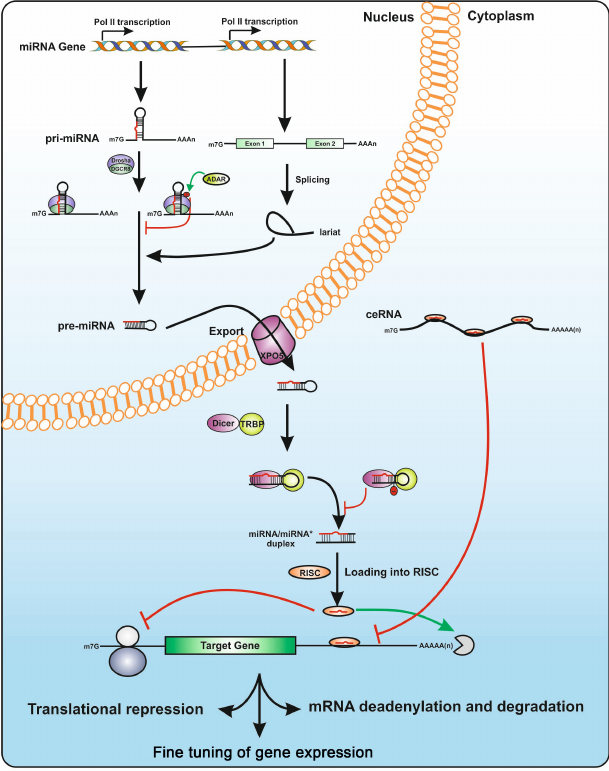 Nucleus
Cytoplasm
Pol II transcription
Pol II transcription
miRNA Gene
pri-miRNA
m7G
AAAn
m7G
Exon 1
Exon 2
AAAn
Drosha
DGCR8
ADAR
Splicing
m7G
AAAn
m7G
AAAn
lariat
pre-miRNA
Export
XPO5
ceRNA
m7G
AAAAA(n)
Dicer
TRBP
miRNA/miRNA*
duplex
RISC
Loading into RISC
m7G
Target Gene
AAAAA(n)
Translational repression
mRNA deadenylation and degradation
Fine tuning of gene expression